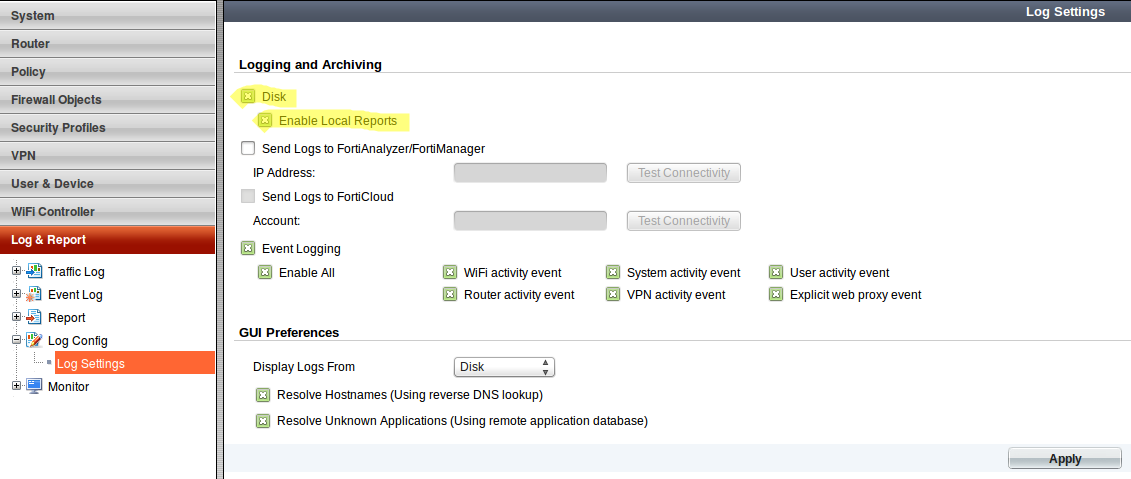 System
Router
Policy
Firewall Objects
Security Profiles
VPN
User & Device
WiFi Controller
Log & Report
Traffic Log
Event Log
Report
Log Config
Log Settings
Monitor
Log Settings
Logging and Archiving
Disk
Enable Local Reports
Send Logs to FortiAnalyzer/FortiManager
IP Address: Test Connectivity
Send Logs to FortiCloud
Account: Test Connectivity
Event Logging
Enable All WiFi activity event System activity event User activity event
Router activity event VPN activity event Explicit web proxy event
GUI Preferences
Display Logs From Disk
Resolve Hostnames (Using reverse DNS lookup)
Resolve Unknown Applications (Using remote application database)
Apply